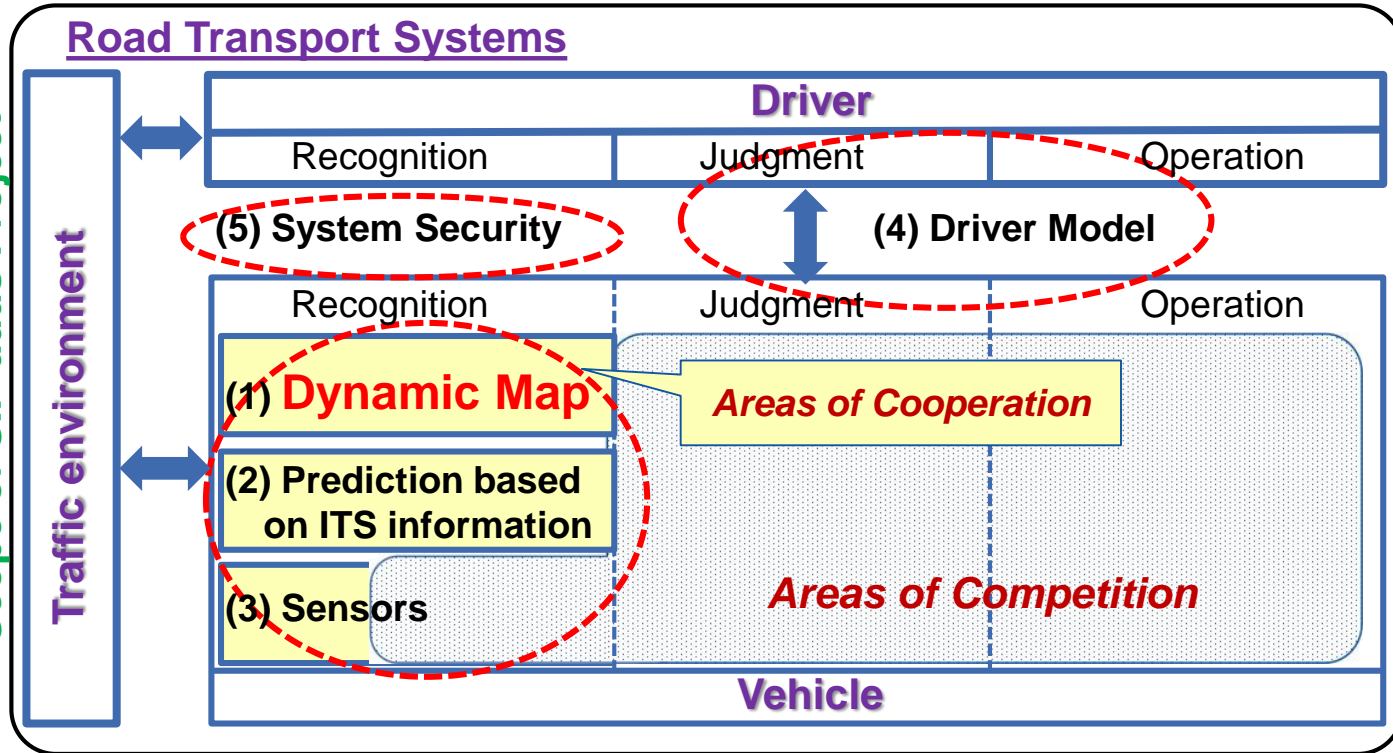 Road Transport Systems
Traffic environment
Driver
Recognition Judgment Operation
(5) System Security
(4) Driver Model
Recognition Judgment Operation
(1) Dynamic Map
Areas of Cooperation
(2) Prediction based
on ITS information
(3) Sensors
Areas of Competition
Vehicle